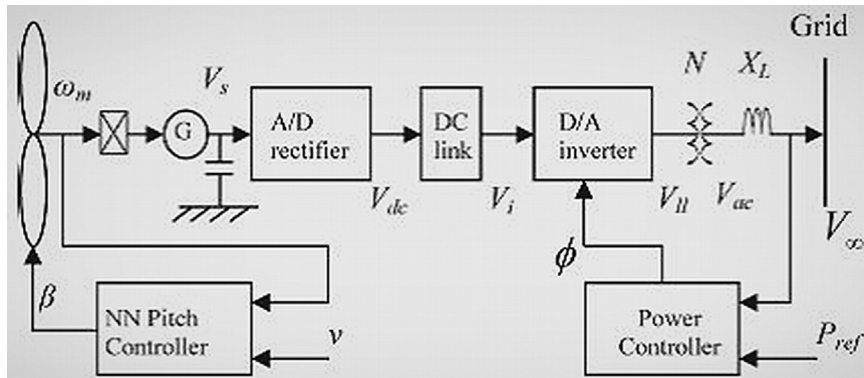 Grid
ω_m
V_s
N
X_L
G
A/D
rectifier
DC
link
D/A
inverter
V_dc
V_i
V_ll
V_ac
V_∞
ϕ
β
NN Pitch
Controller
v
Power
Controller
P_ref